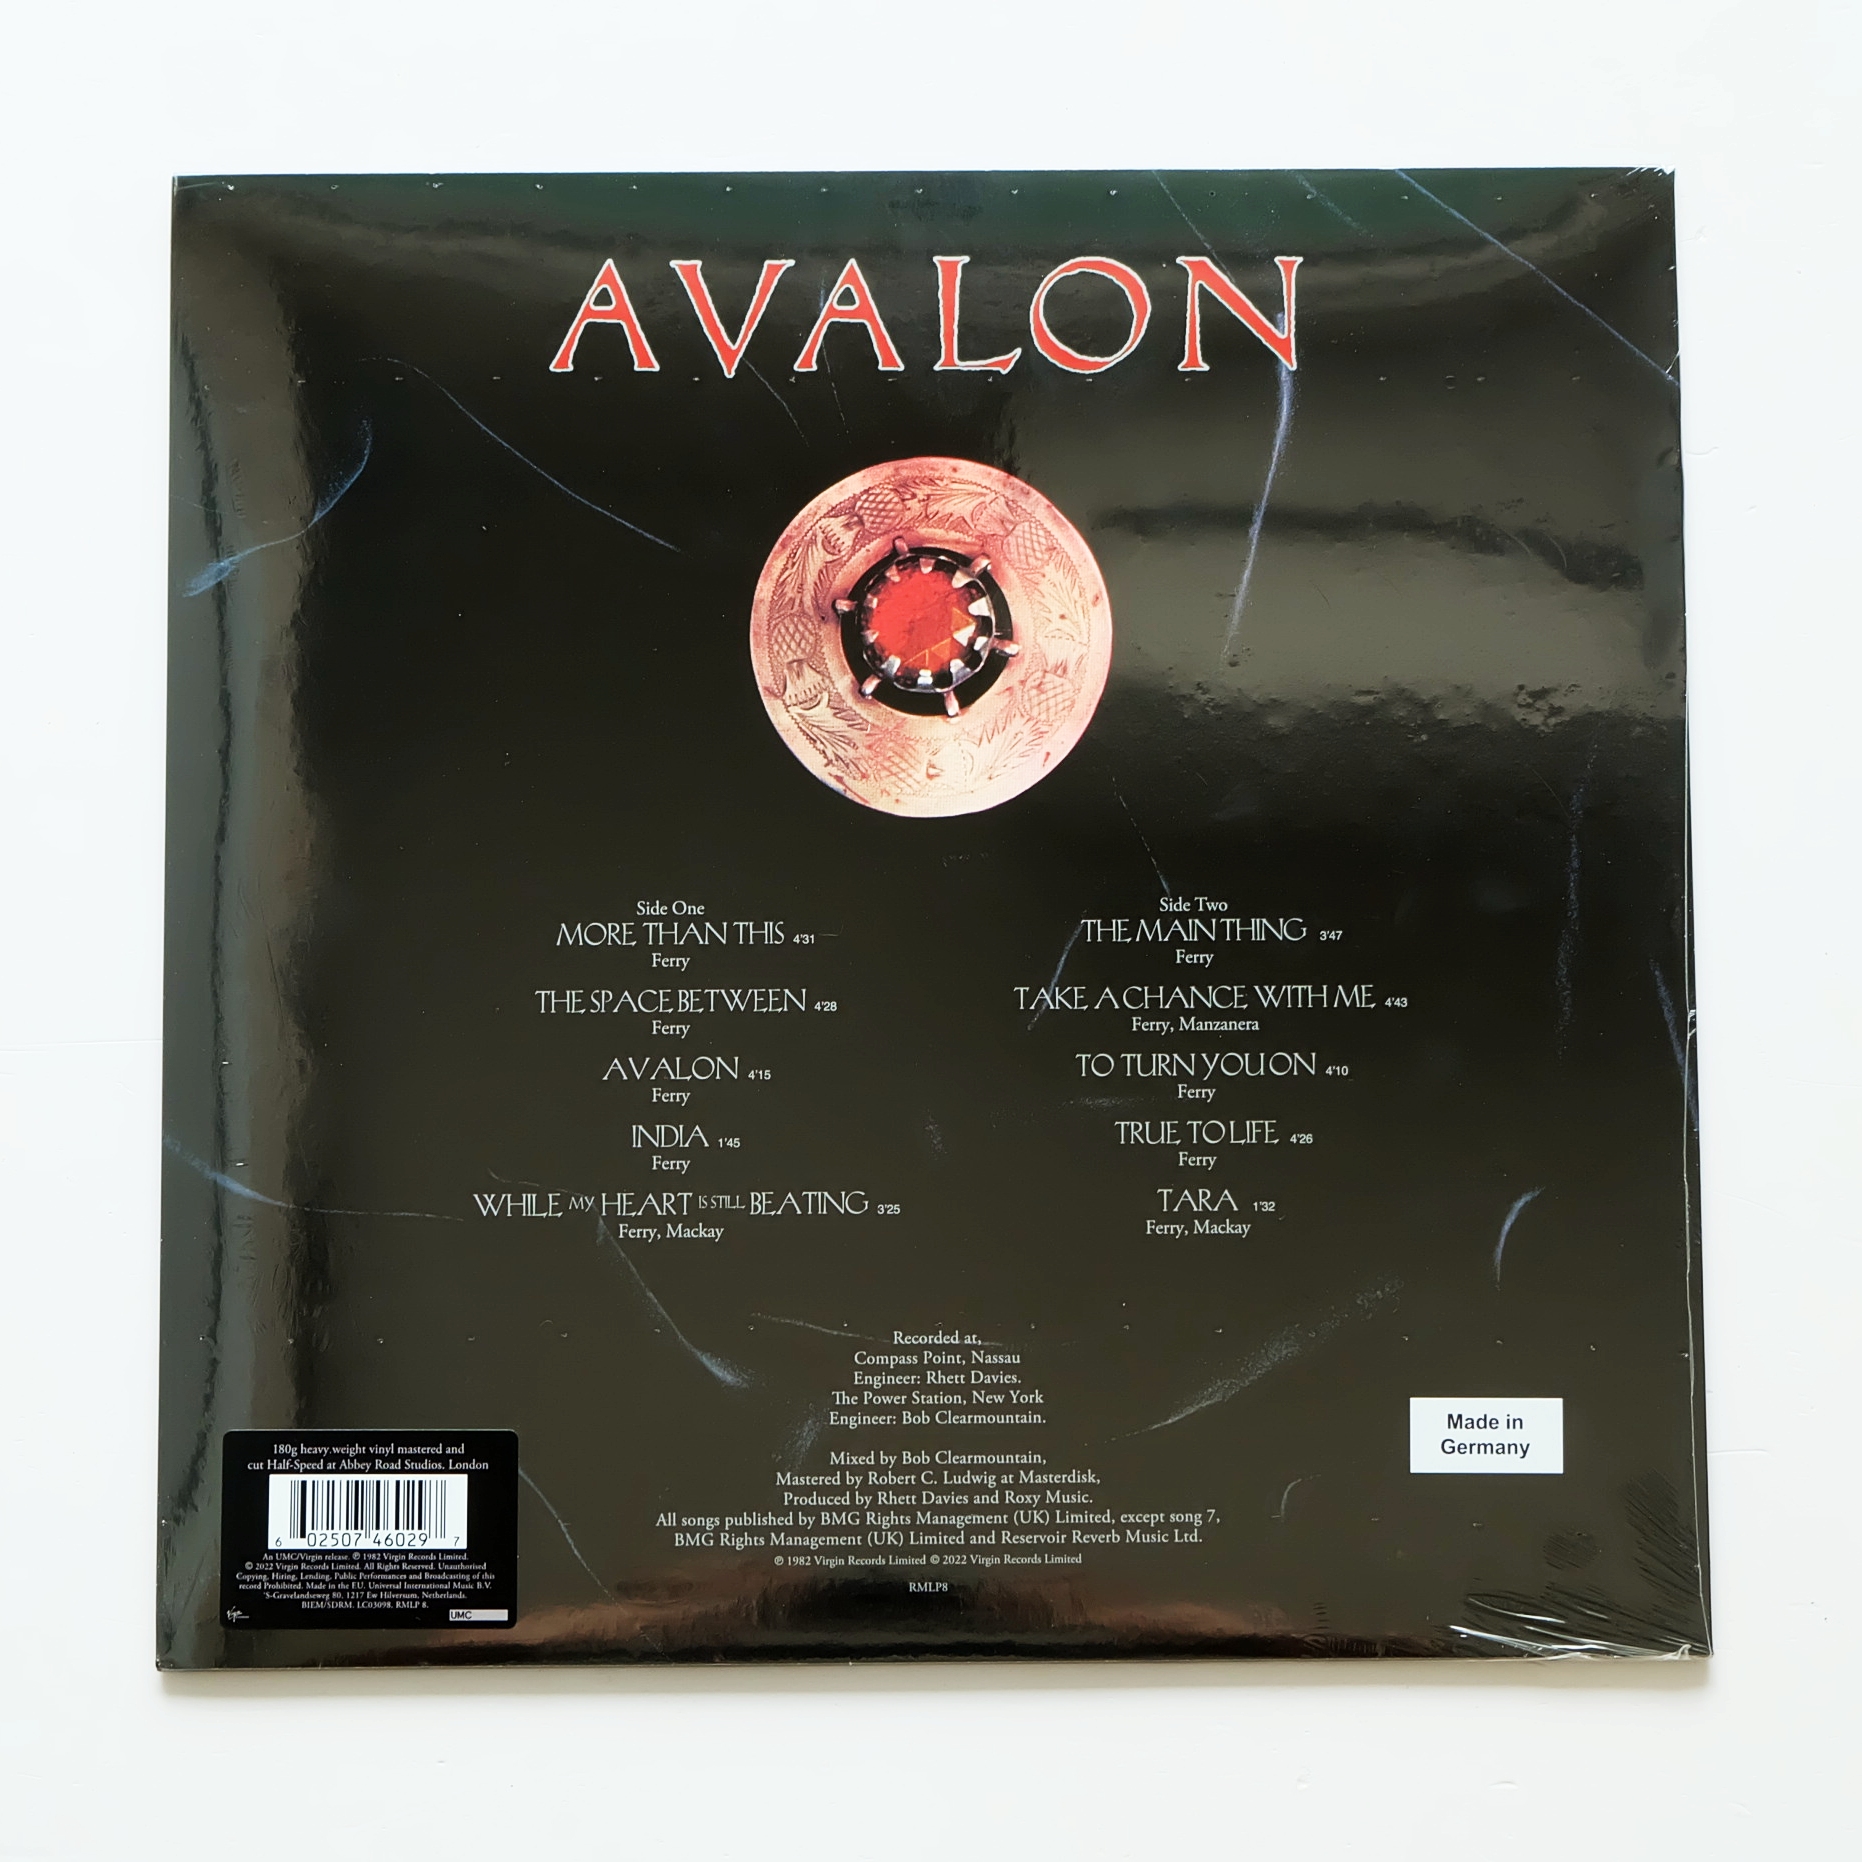 AVALON
Side One
MORE THAN THIS 4'31
Ferry
THE SPACE BETWEEN 4'28
Ferry
AVALON 4'15
Ferry
INDIA 1'45
Ferry
WHILE MY HEART IS STILL BEATING 3'25
Ferry, Mackay
Side Two
THE MAIN THING 3'47
Ferry
TAKE A CHANCE WITH ME 4'43
Ferry, Manzanera
TO TURN YOU ON 4'10
Ferry
TRUE TO LIFE 4'26
Ferry
TARA 1'32
Ferry, Mackay
Recorded at,
Compass Point, Nassau
Engineer: Rhett Davies.
The Power Station, New York
Engineer: Bob Clearmountain.
Mixed by Bob Clearmountain,
Mastered by Robert C. Ludwig at Masterdisk,
Produced by Rhett Davies and Roxy Music.
All songs published by BMG Rights Management (UK) Limited, except song 7,
BMG Rights Management (UK) Limited and Reservoir Reverb Music Ltd.
℗ 1982 Virgin Records Limited © 2022 Virgin Records Limited
RMLP8
180g heavy.weight vinyl mastered and
cut Half-Speed at Abbey Road Studios. London
6 02507 46029 7
An UMC/Virgin release. ℗ 1982 Virgin Records Limited.
© 2022 Virgin Records Limited. All Rights Reserved. Unauthorised
Copying, Hiring, Lending, Public Performances and Broadcasting of this
record Prohibited. Made in the EU. Universal International Music B.V.
'S-Gravelandseweg 80, 1217 Ew Hilversum, Netherlands.
BIEM/SDRM. LC03098. RMLP 8.
Virgin
UMC
Made in
Germany